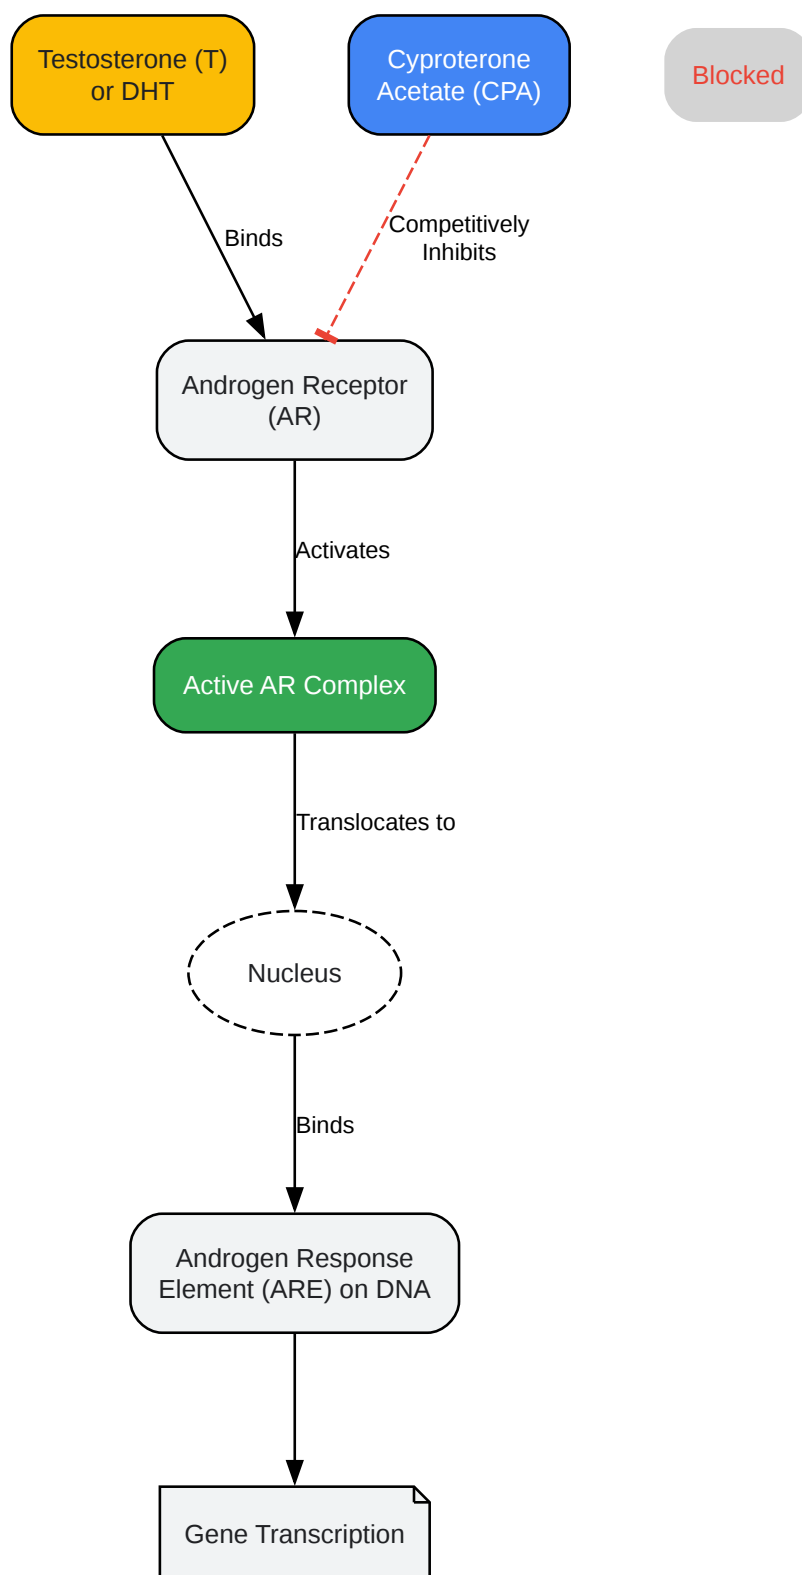 Testosterone (T)
or DHT
Cyproterone
Acetate (CPA)
Blocked
Binds
Competitively
Inhibits
Androgen Receptor
(AR)
Activates
Active AR Complex
Translocates to
Nucleus
Binds
Androgen Response
Element (ARE) on DNA
Gene Transcription